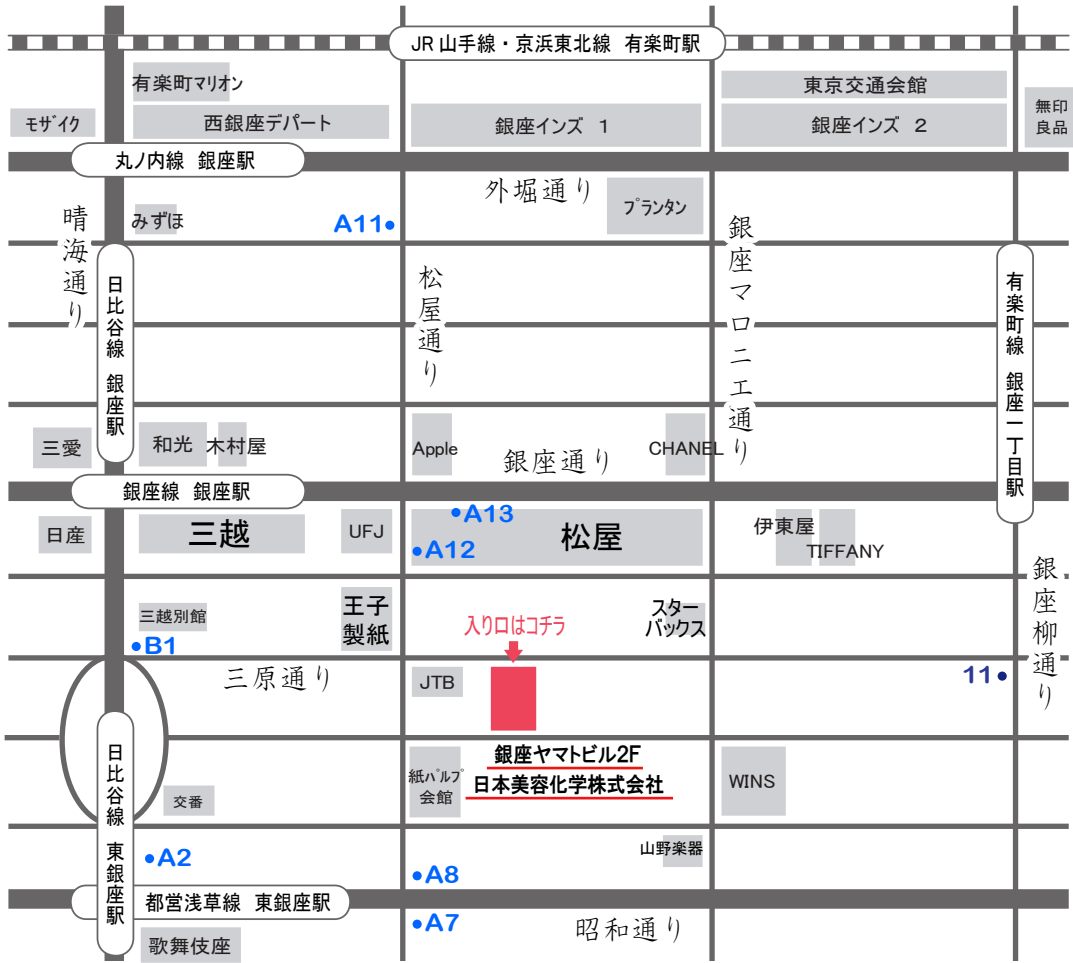 JR 山手線・京浜東北線 有楽町駅
有楽町マリオン
東京交通会館
モザイク
西銀座デパート
銀座インズ 1
銀座インズ 2
無印
良品
丸ノ内線 銀座駅
外堀通り
プランタン
みずほ
A11
晴海通り
日比谷線 銀座駅
松屋通り
銀座マロニエ通り
有楽町線 銀座一丁目駅
三愛
和光
木村屋
Apple
銀座通り
CHANEL
銀座線 銀座駅
日産
三越
UFJ
A13
A12
松屋
伊東屋
TIFFANY
三越別館
B1
王子
製紙
入り口はコチラ
スター
バックス
銀座柳通り
三原通り
JTB
11
日比谷線 東銀座駅
交番
紙パルプ
会館
銀座ヤマトビル2F
日本美容化学株式会社
WINS
A2
A8
山野楽器
都営浅草線 東銀座駅
A7
昭和通り
歌舞伎座